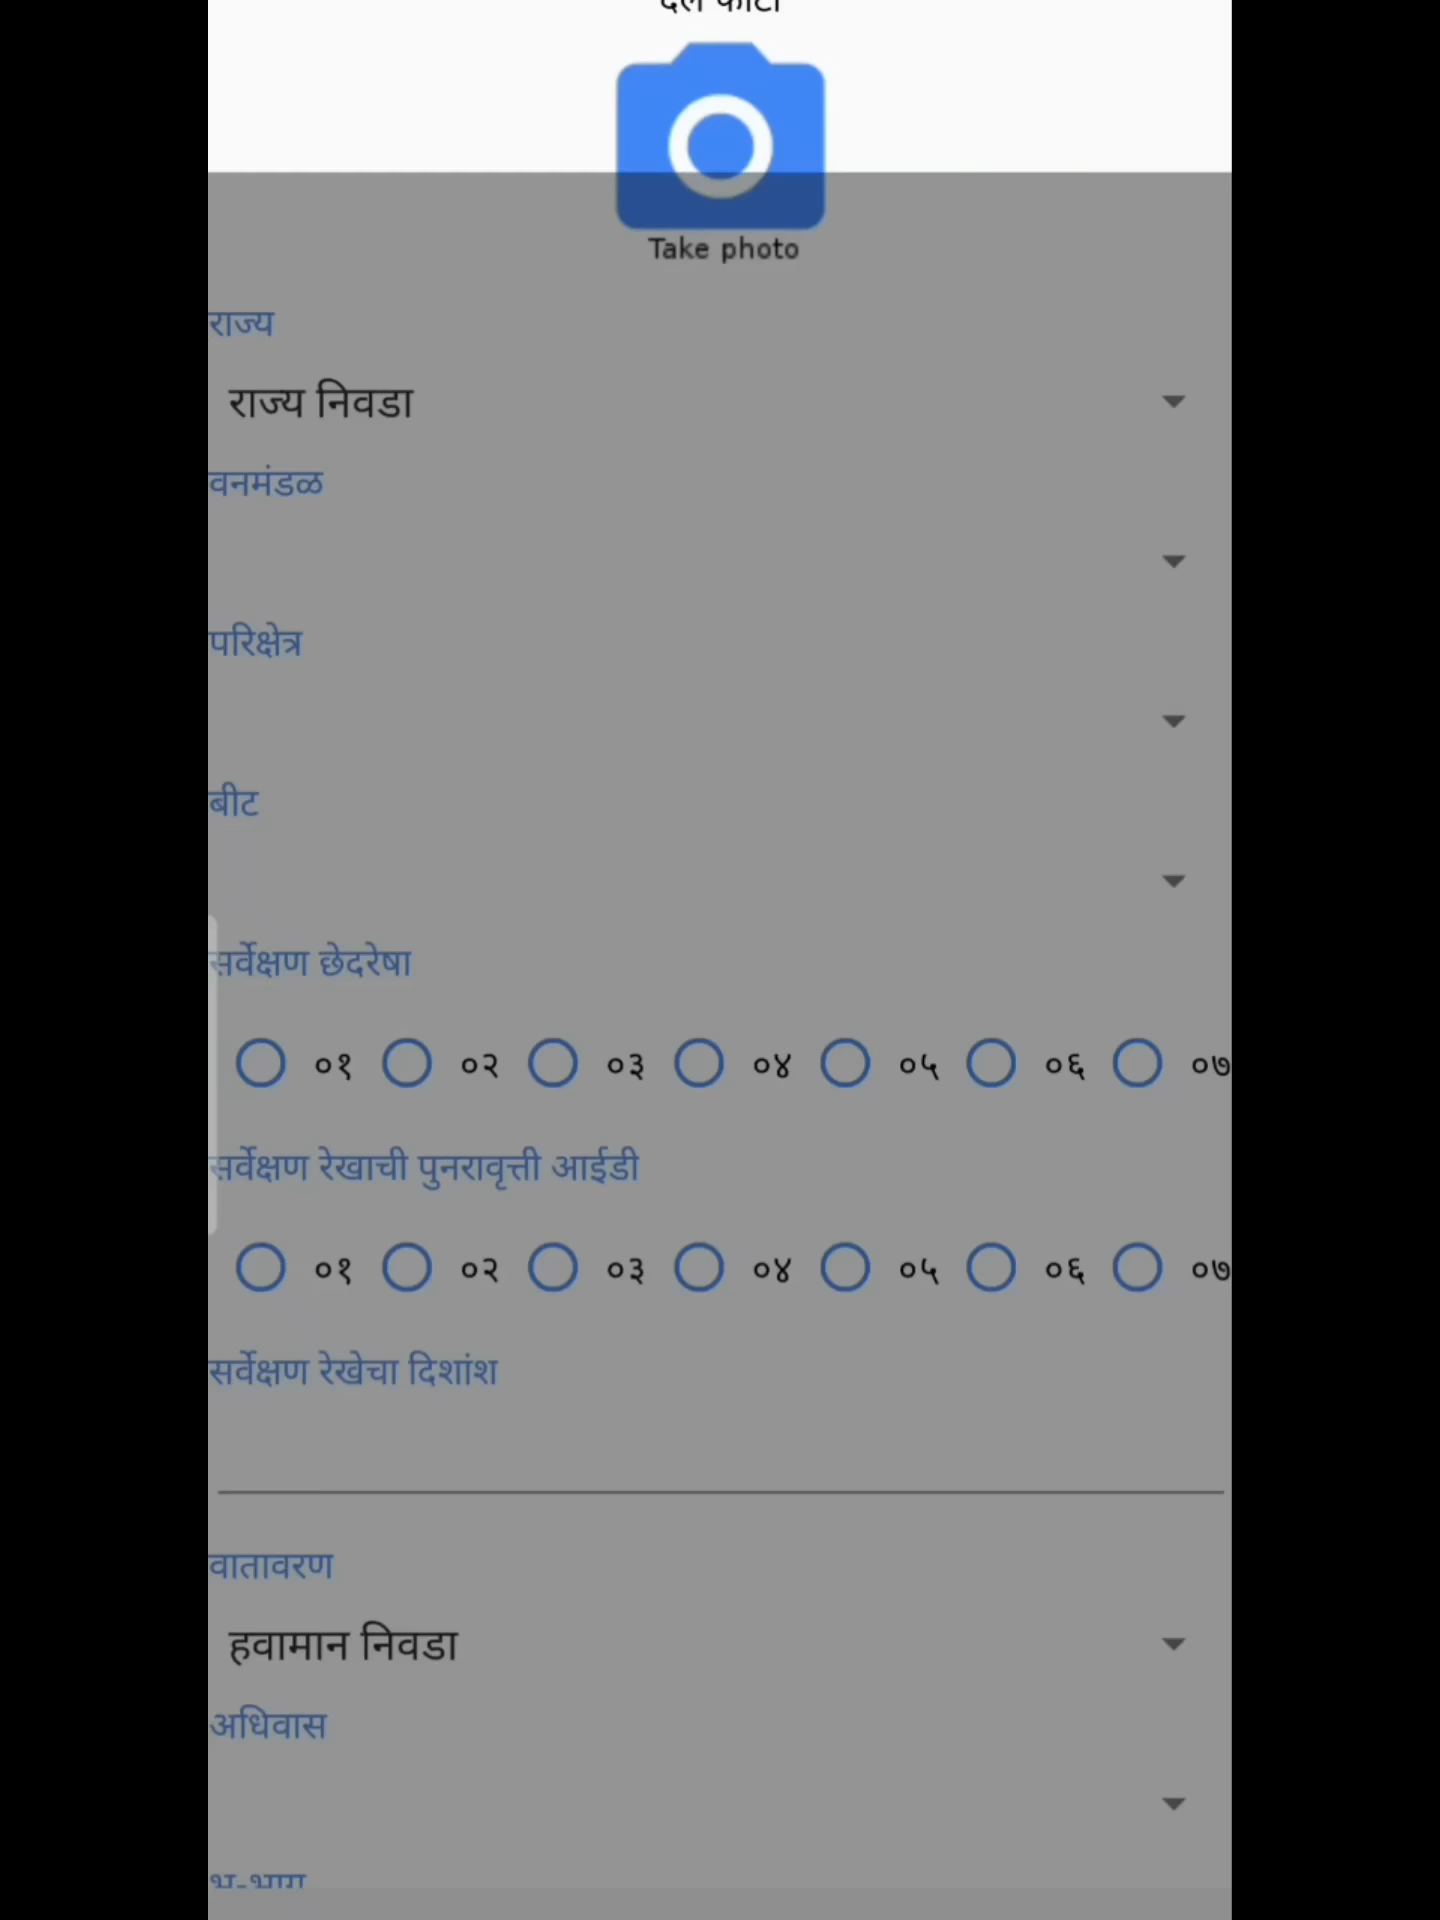 Take photo
राज्य
राज्य निवडा
वनमंडळ
परिक्षेत्र
बीट
सर्वेक्षण छेदरेषा
०१ ०२ ०३ ०४ ०५ ०६ ०७
सर्वेक्षण रेखाची पुनरावृत्ती आईडी
०१ ०२ ०३ ०४ ०५ ०६ ०७
सर्वेक्षण रेखेचा दिशांश
वातावरण
हवामान निवडा
अधिवास